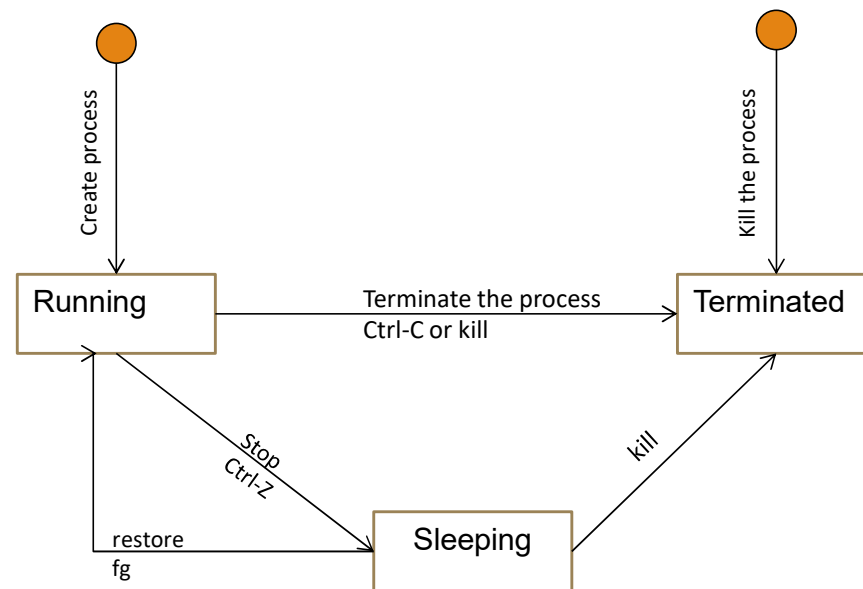 Create process
Kill the process
Running
Terminate the process
Ctrl-C or kill
Terminated
Stop
Ctrl-Z
kill
restore
fg
Sleeping